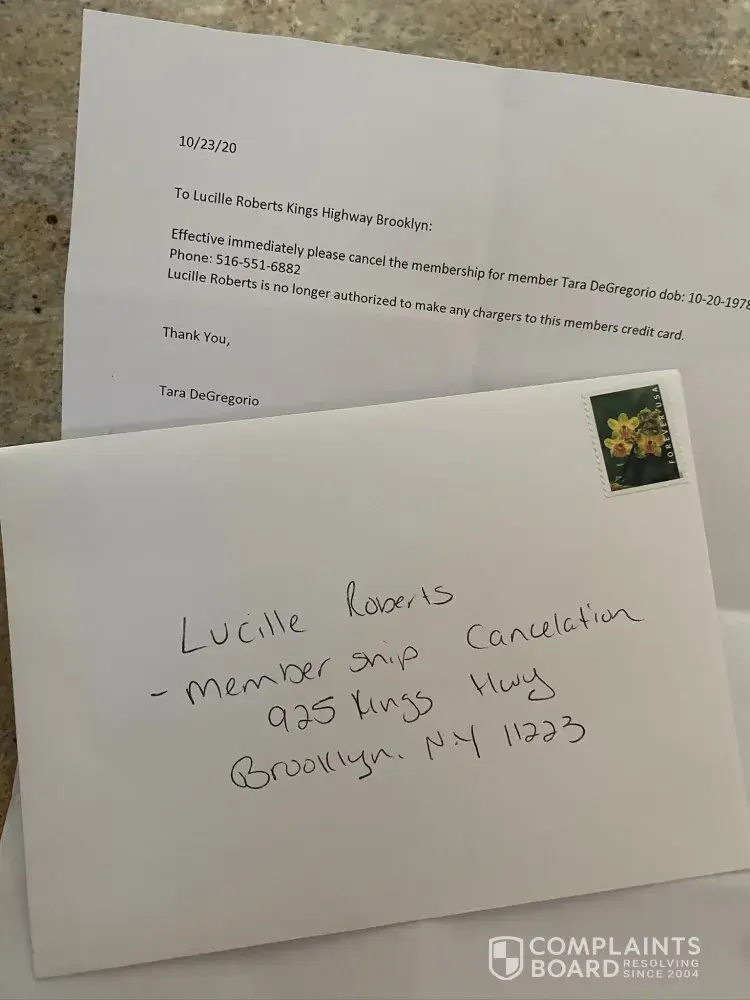 10/23/20
To Lucille Roberts Kings Highway Brooklyn:
Effective immediately please cancel the membership for member Tara DeGregorio dob: 10-20-1978
Phone: 516-551-6882
Lucille Roberts is no longer authorized to make any chargers to this members credit card.
Thank You,
Tara DeGregorio
FOREVER USA
Lucille Roberts
- Member ship Cancelation
925 Kings Hwy
Brooklyn. N.Y 11223
COMPLAINTS
BOARD RESOLVING
SINCE 2004